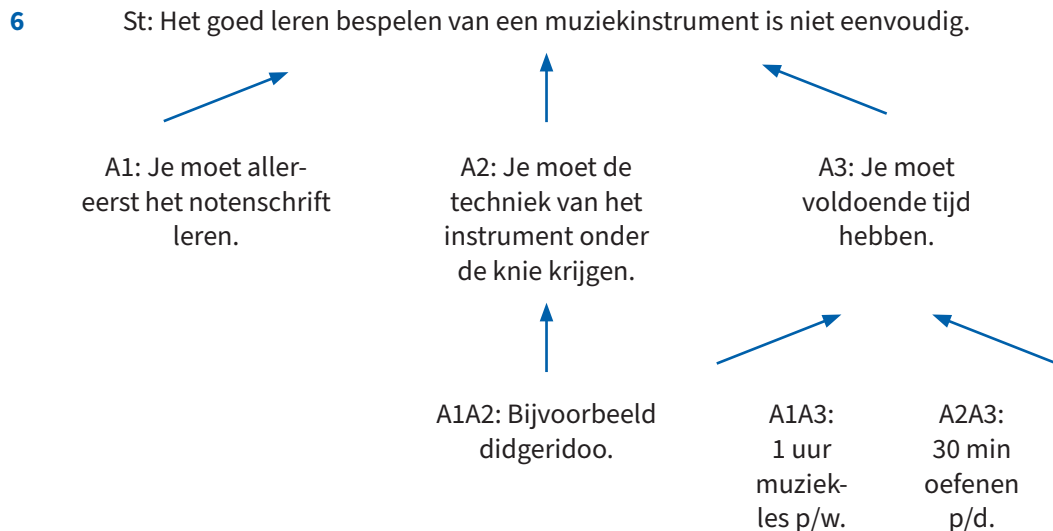 6 St: Het goed leren bespelen van een muziekinstrument is niet eenvoudig.
A1: Je moet aller-
eerst het notenschrift
leren.
A2: Je moet de
techniek van het
instrument onder
de knie krijgen.
A3: Je moet
voldoende tijd
hebben.
A1A2: Bijvoorbeeld
didgeridoo.
A1A3:
1 uur
muziek-
les p/w.
A2A3:
30 min
oefenen
p/d.